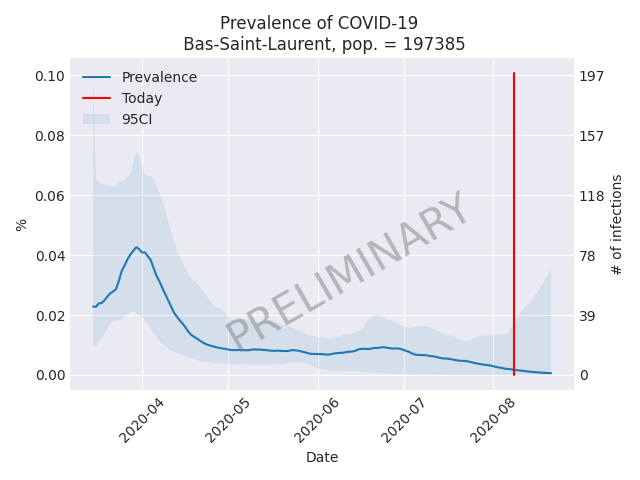 Prevalence of COVID-19
Bas-Saint-Laurent, pop. = 197385
Prevalence
Today
95CI
0.10
0.08
0.06
0.04
0.02
0.00
%
197
157
118
78
39
0
# of infections
PRELIMINARY
2020-04
2020-05
2020-06
2020-07
2020-08
Date